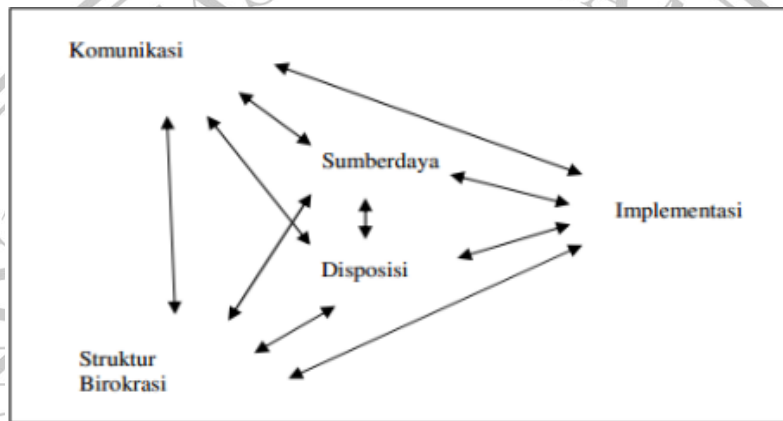 Komunikasi
Sumberdaya
Implementasi
Disposisi
Struktur
Birokrasi